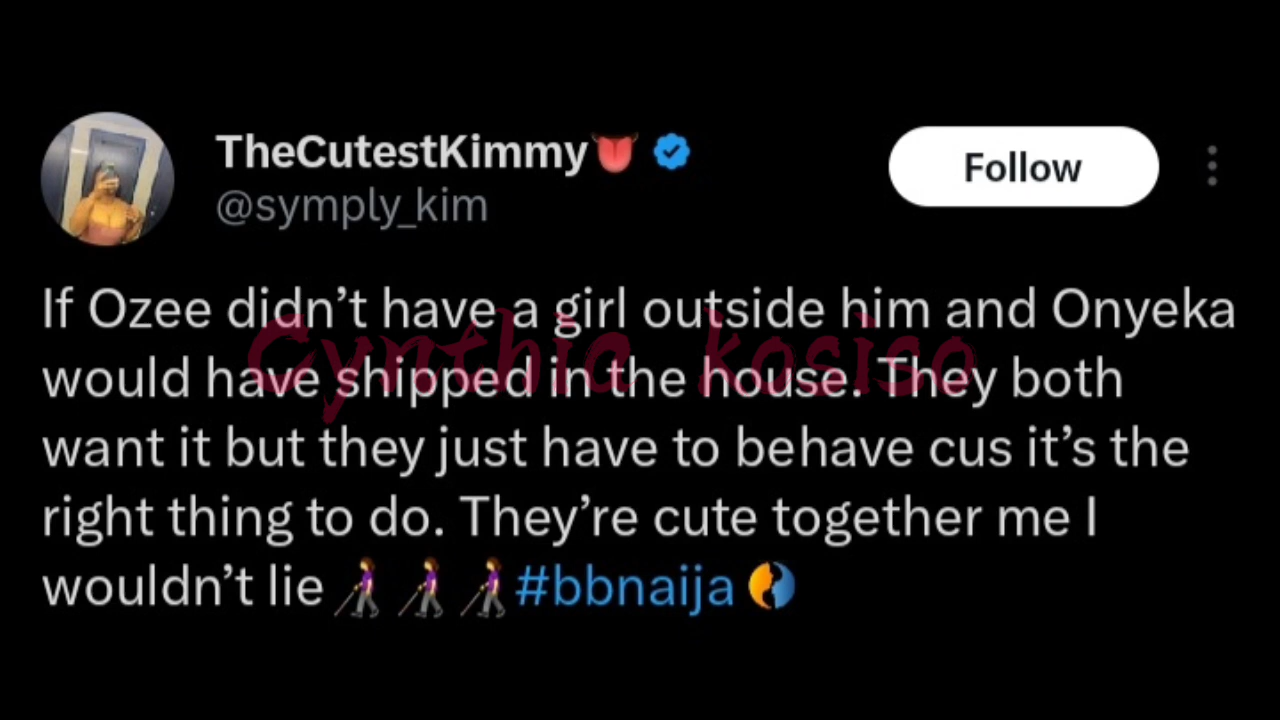 TheCutestKimmy👅
@symply_kim
Follow
If Ozee didn’t have a girl outside him and Onyeka
would have shipped in the house. They both
want it but they just have to behave cus it’s the
right thing to do. They’re cute together me I
wouldn’t lie👩‍🦯👩‍🦯👩‍🦯#bbnaija
Cynthia kosiso